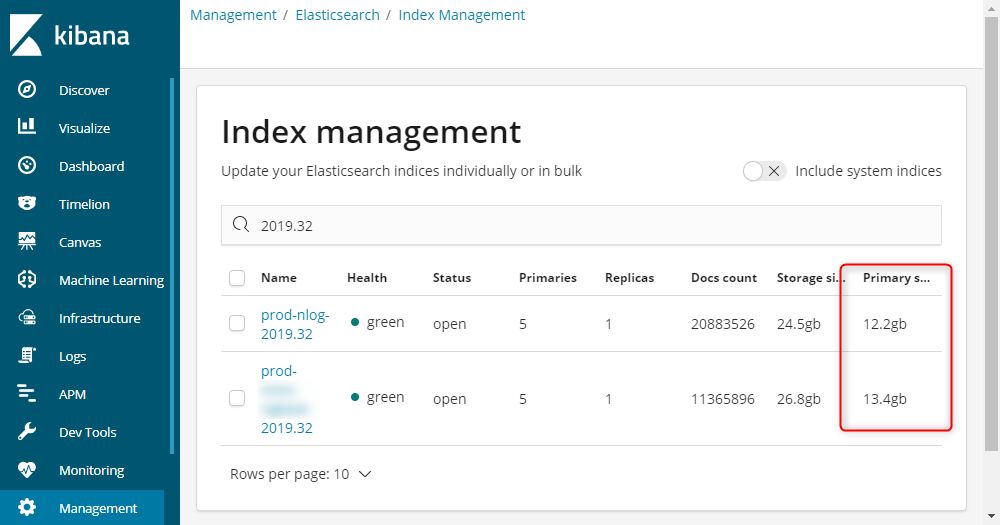 kibana
Discover
Visualize
Dashboard
Timelion
Canvas
Machine Learning
Infrastructure
Logs
APM
Dev Tools
Monitoring
Management
Management / Elasticsearch / Index Management
Index management
Update your Elasticsearch indices individually or in bulk
Include system indices
2019.32
Name Health Status Primaries Replicas Docs count Storage si... Primary s...
prod-nlog-
2019.32
green open 5 1 20883526 24.5gb 12.2gb
prod-
2019.32
green open 5 1 11365896 26.8gb 13.4gb
Rows per page: 10